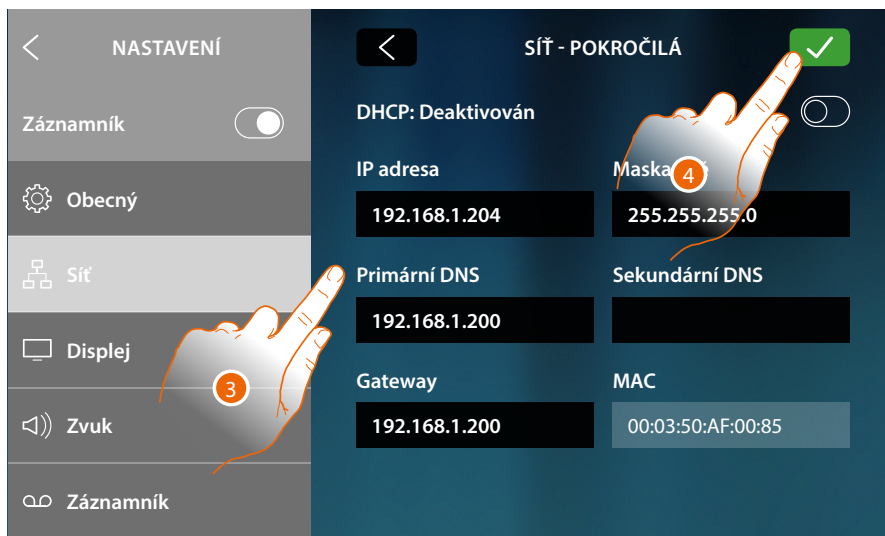 NASTAVENÍ
Záznamník
Obecný
Síť
Displej
Zvuk
Záznamník
SÍŤ - POKROČILÁ
DHCP: Deaktivován
IP adresa
Maska
192.168.1.204
255.255.255.0
Primární DNS
Sekundární DNS
192.168.1.200
Gateway
MAC
192.168.1.200
00:03:50:AF:00:85
3
4